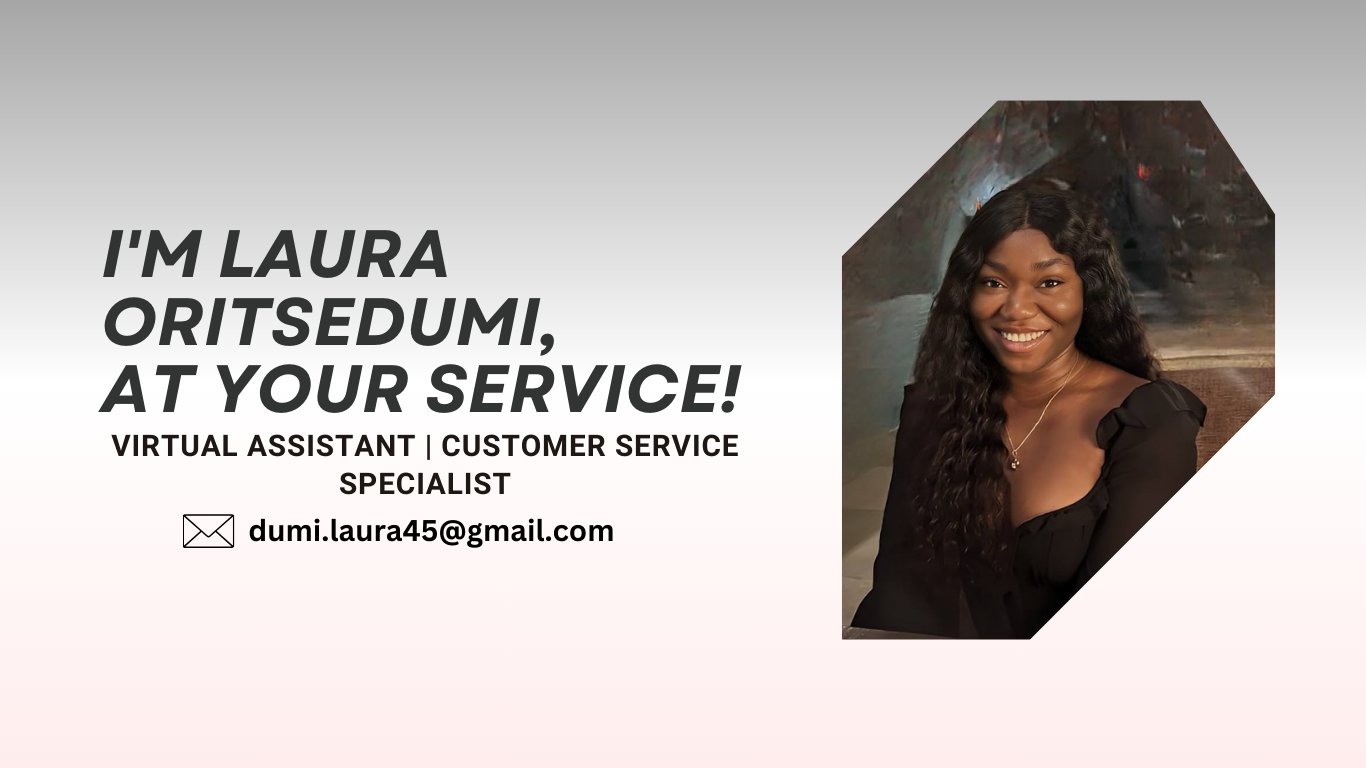 I'M LAURA
ORITSEDUMI,
AT YOUR SERVICE!
VIRTUAL ASSISTANT | CUSTOMER SERVICE
SPECIALIST
dumi.laura45@gmail.com